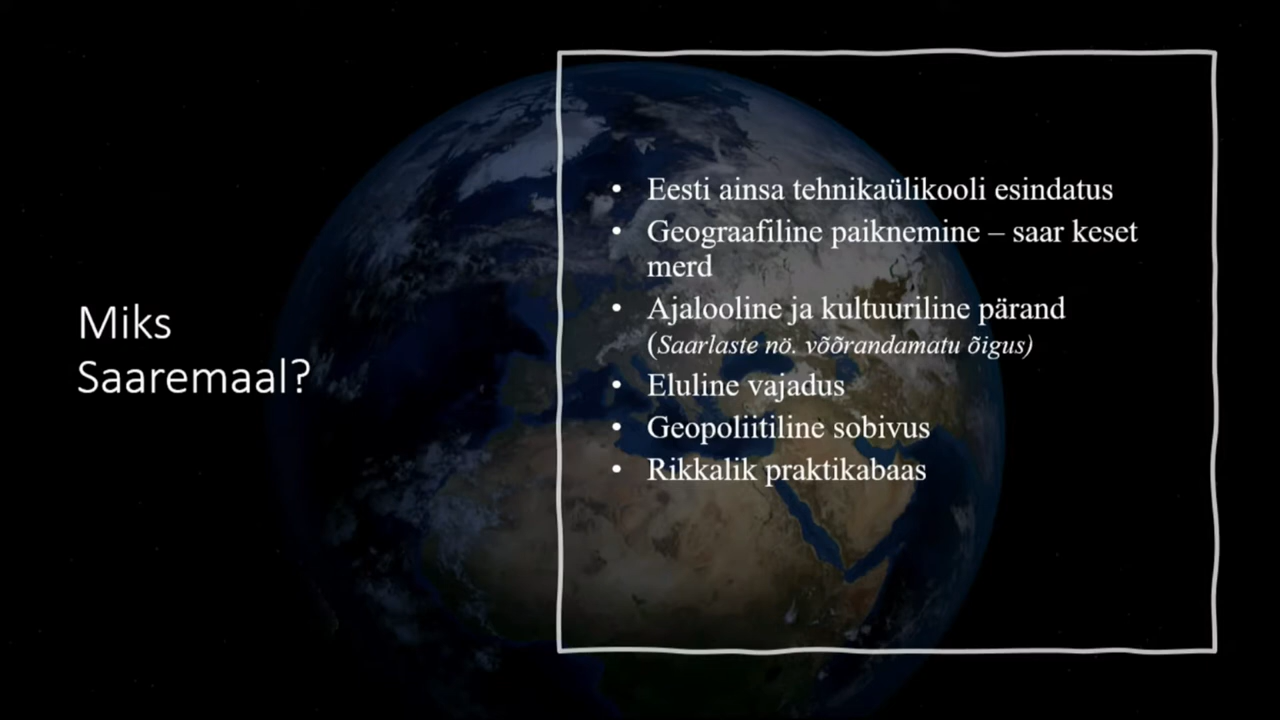 Miks
Saaremaal?
• Eesti ainsa tehnikaülikooli esindatus
• Geograafiline paiknemine – saar keset
merd
• Ajalooline ja kultuuriline pärand
(Saarlaste nö. võõrandamatu õigus)
• Eluline vajadus
• Geopoliitiline sobivus
• Rikkalik praktikabaas